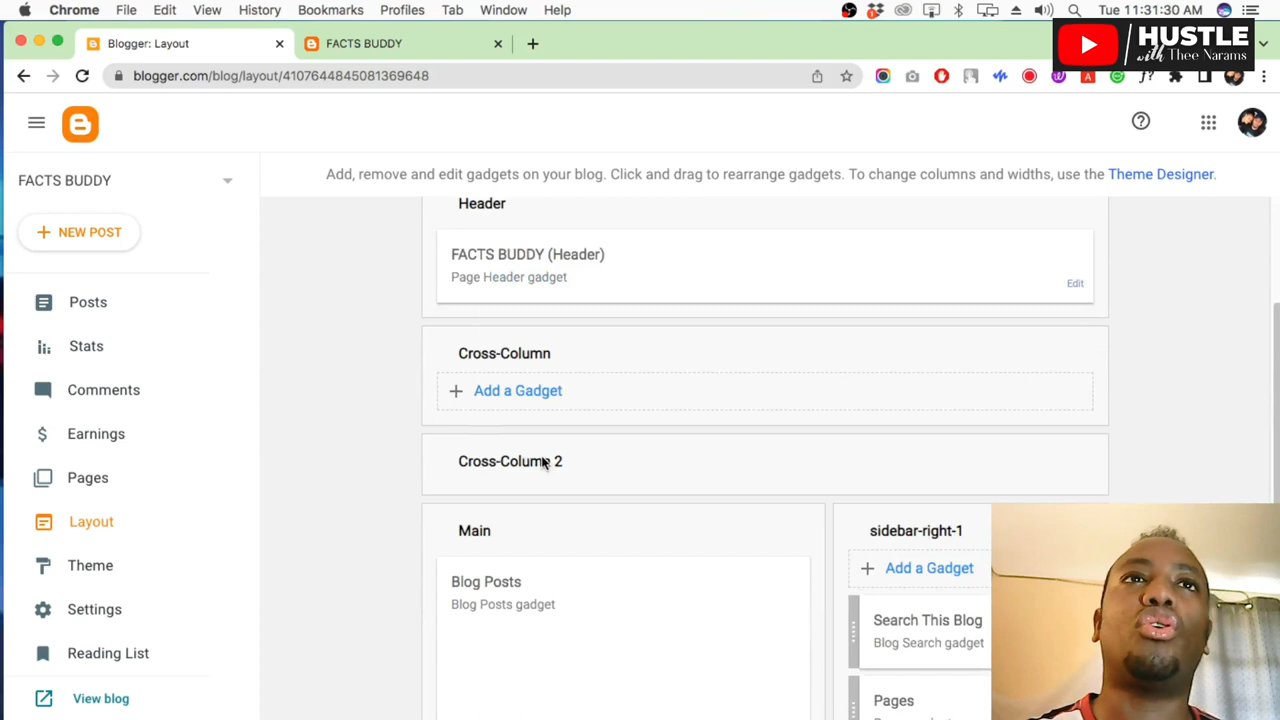 Chrome File Edit View History Bookmarks Profiles Tab Window Help Tue 11:31:30 AM
Blogger: Layout FACTS BUDDY
HUSTLE
with Thee Narams
blogger.com/blog/layout/4107644845081369648
FACTS BUDDY
Add, remove and edit gadgets on your blog. Click and drag to rearrange gadgets. To change columns and widths, use the Theme Designer.
NEW POST
Posts
Stats
Comments
Earnings
Pages
Layout
Theme
Settings
Reading List
View blog
Header
FACTS BUDDY (Header)
Page Header gadget
Edit
Cross-Column
Add a Gadget
Cross-Column 2
Main
Blog Posts
Blog Posts gadget
sidebar-right-1
Add a Gadget
Search This Blog
Blog Search gadget
Pages